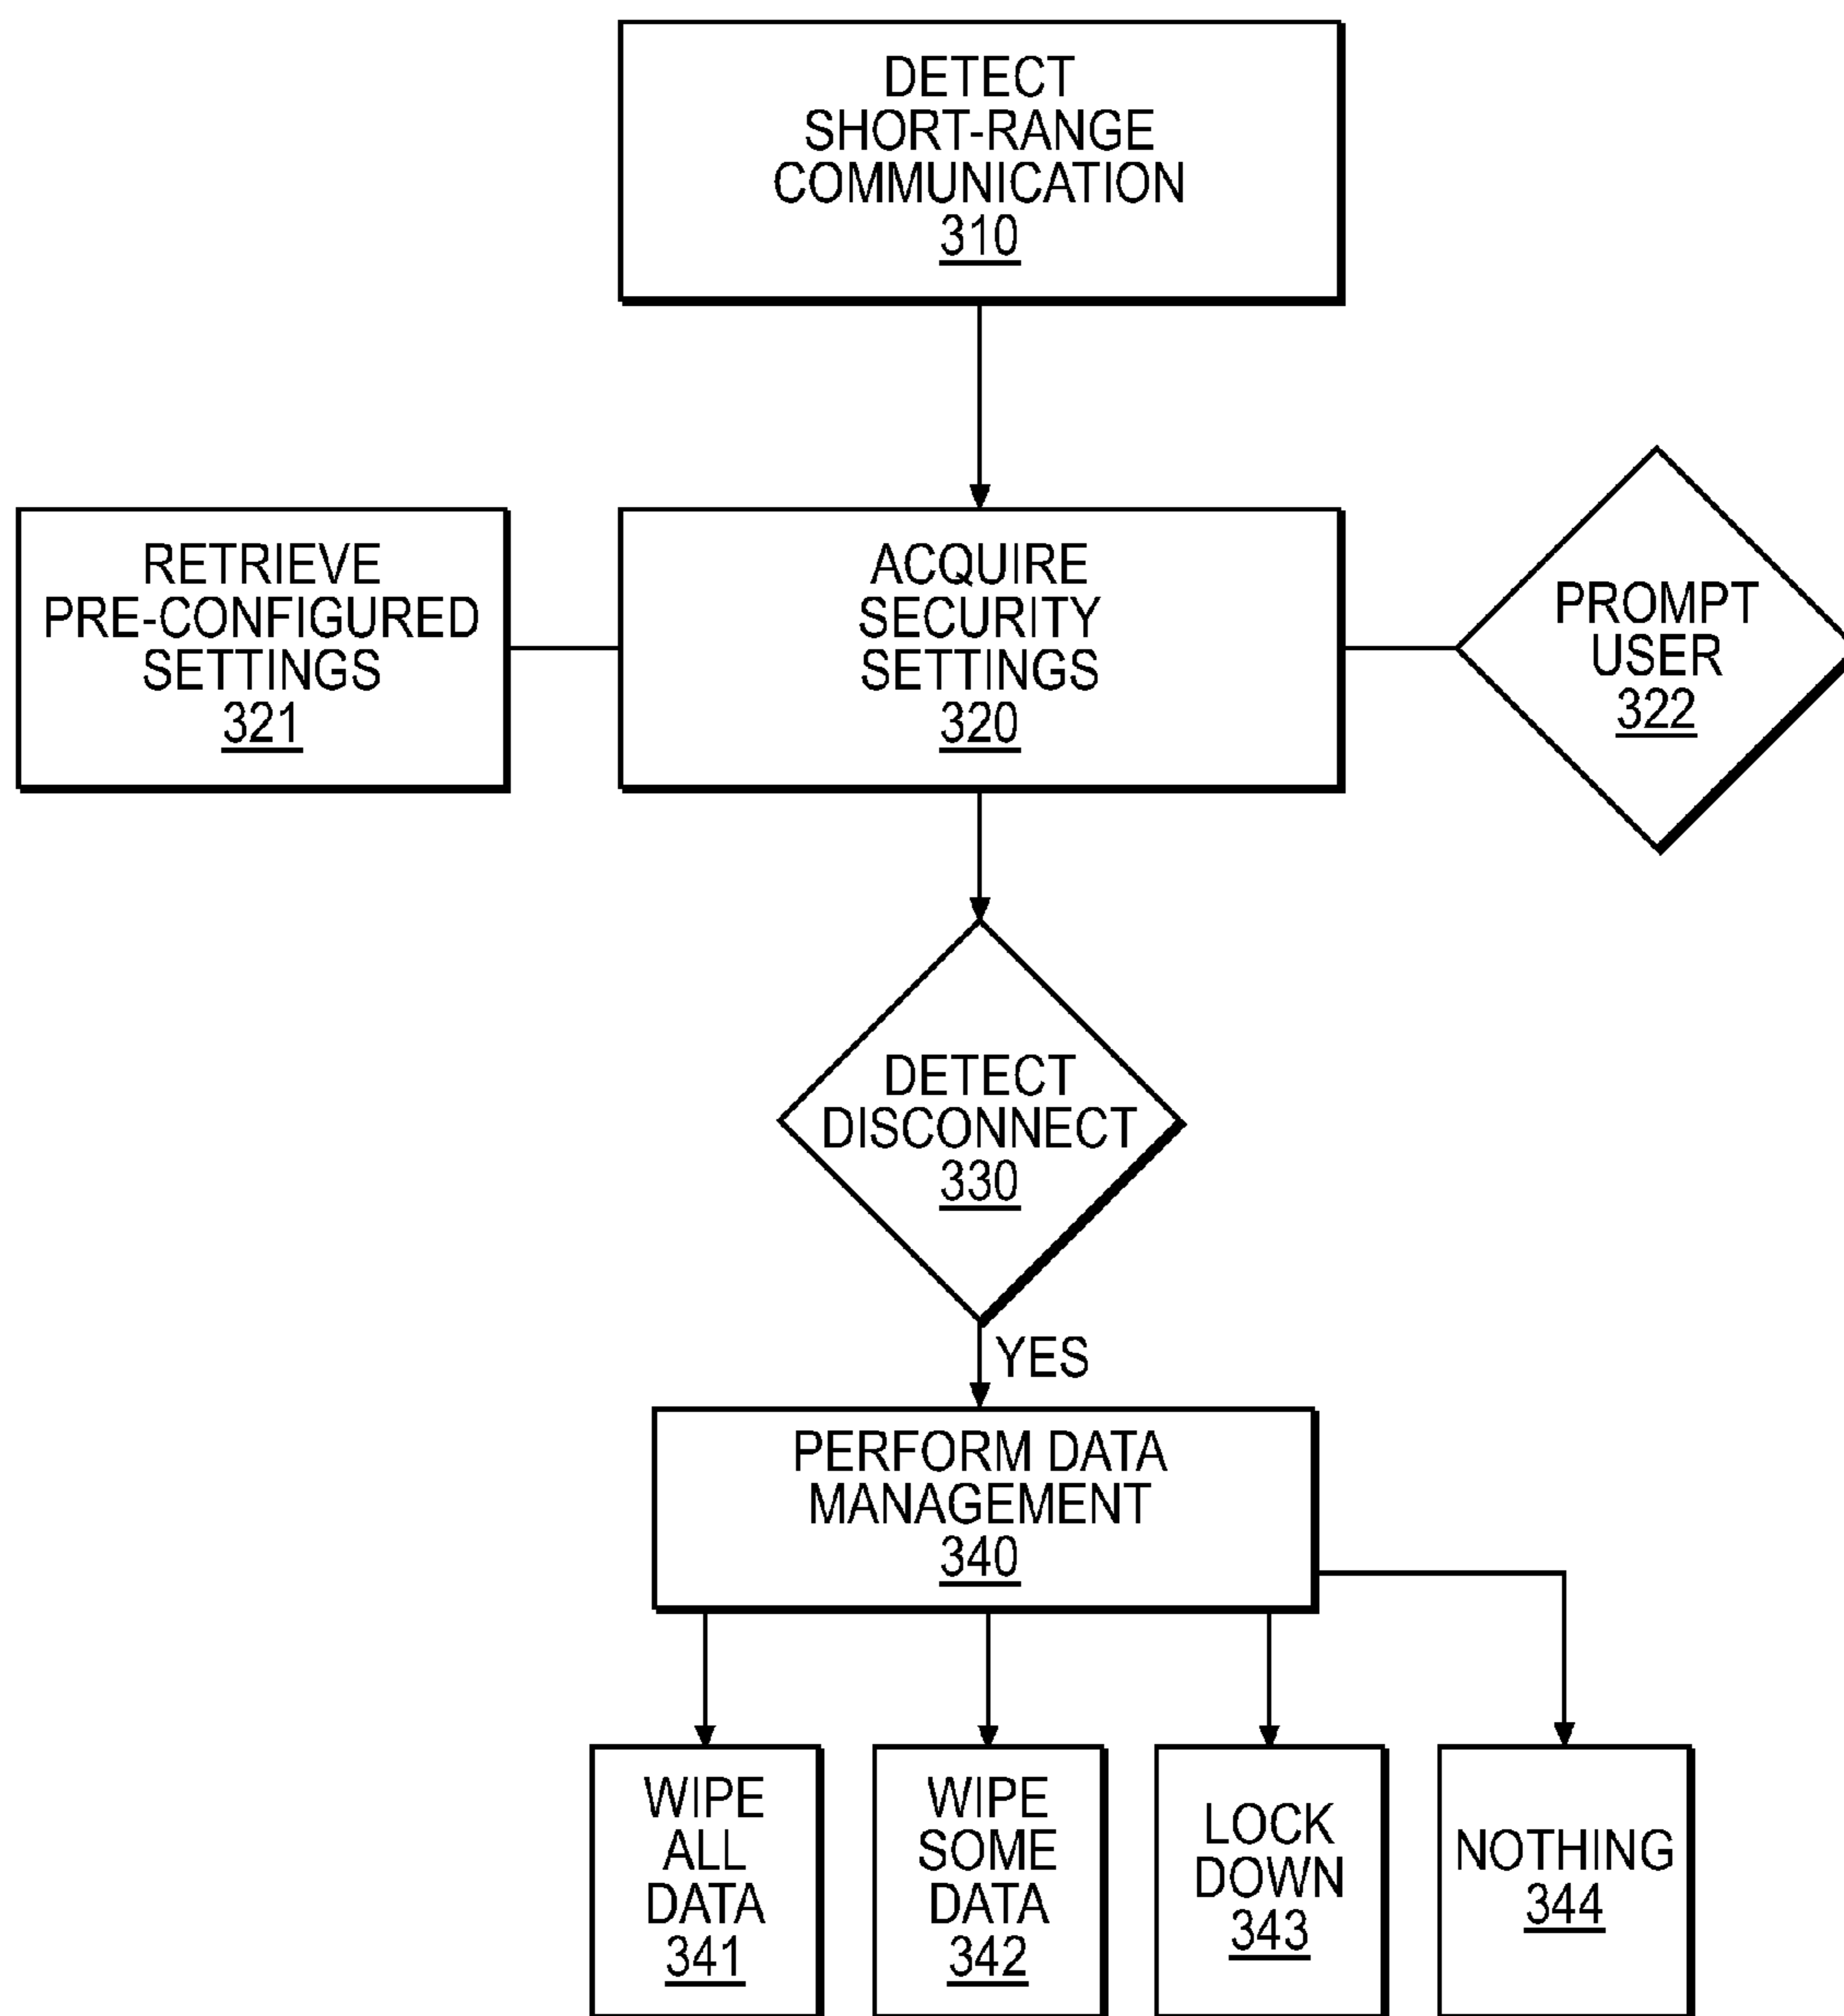 DETECT
SHORT-RANGE
COMMUNICATION
310
RETRIEVE
PRE-CONFIGURED
SETTINGS
321
ACQUIRE
SECURITY
SETTINGS
320
PROMPT
USER
322
DETECT
DISCONNECT
330
YES
PERFORM DATA
MANAGEMENT
340
WIPE
ALL
DATA
341
WIPE
SOME
DATA
342
LOCK
DOWN
343
NOTHING
344